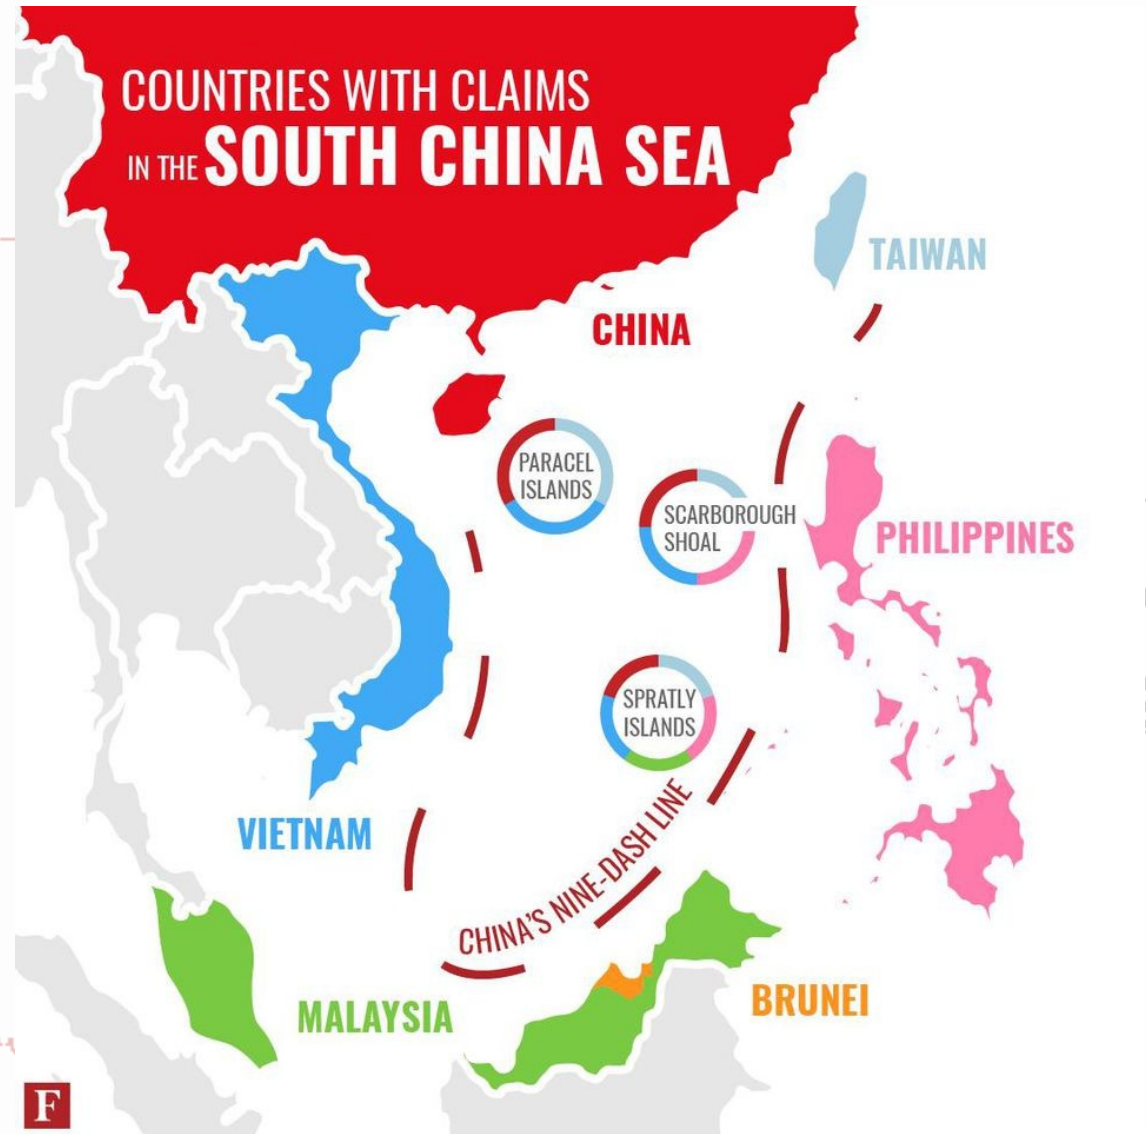 COUNTRIES WITH CLAIMS
IN THE SOUTH CHINA SEA
TAIWAN
CHINA
PARACEL
ISLANDS
SCARBOROUGH
SHOAL
PHILIPPINES
SPRATLY
ISLANDS
VIETNAM
CHINA'S NINE-DASH LINE
MALAYSIA
BRUNEI
F